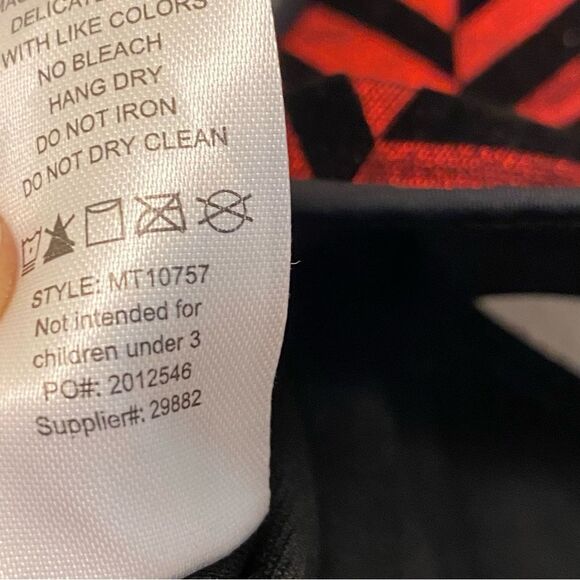 DELICATE
WITH LIKE COLORS
NO BLEACH
HANG DRY
DO NOT IRON
DO NOT DRY CLEAN
STYLE: MT10757
Not intended for
children under 3
PO#: 2012546
Supplier#: 29882